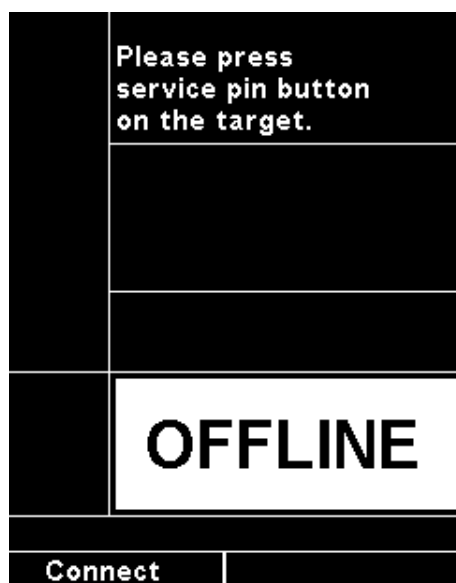 Please press
service pin button
on the target.
OFFLINE
Connect